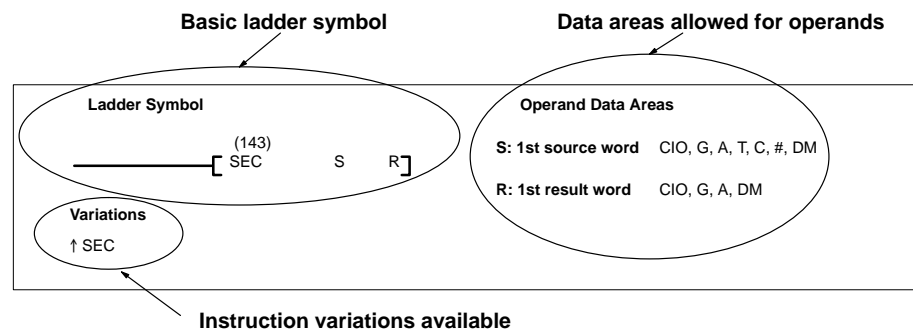 Basic ladder symbol
Data areas allowed for operands
Ladder Symbol
Operand Data Areas
(143)
SEC S R
S: 1st source word CIO, G, A, T, C, #, DM
R: 1st result word CIO, G, A, DM
Variations
↑ SEC
Instruction variations available